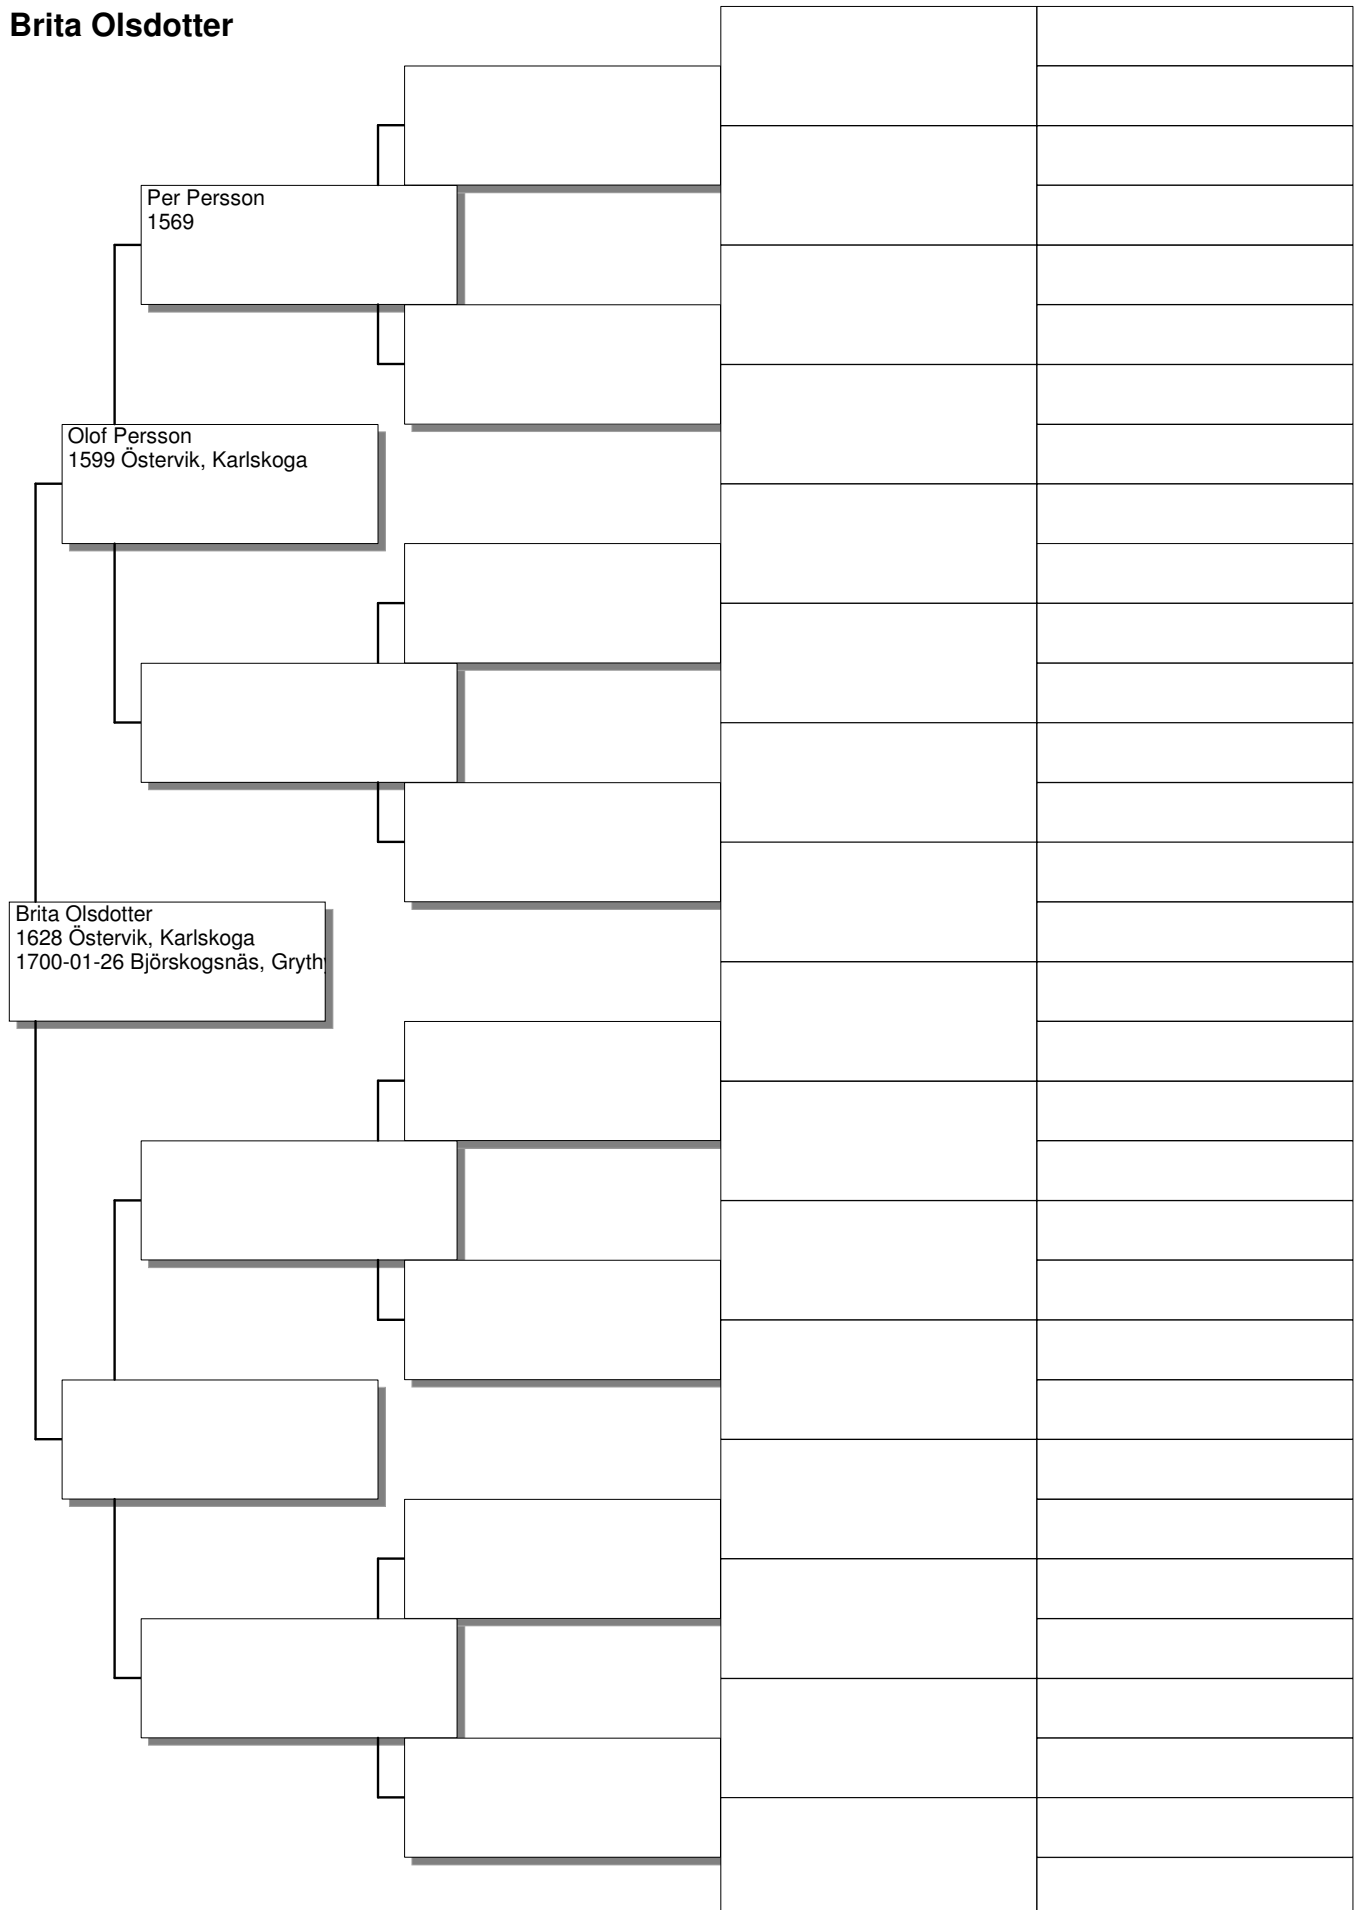 Brita Olsdotter
Per Persson
1569
Olof Persson
1599 Östervik, Karlskoga
Brita Olsdotter
1628 Östervik, Karlskoga
1700-01-26 Björskogsnäs, Gryth